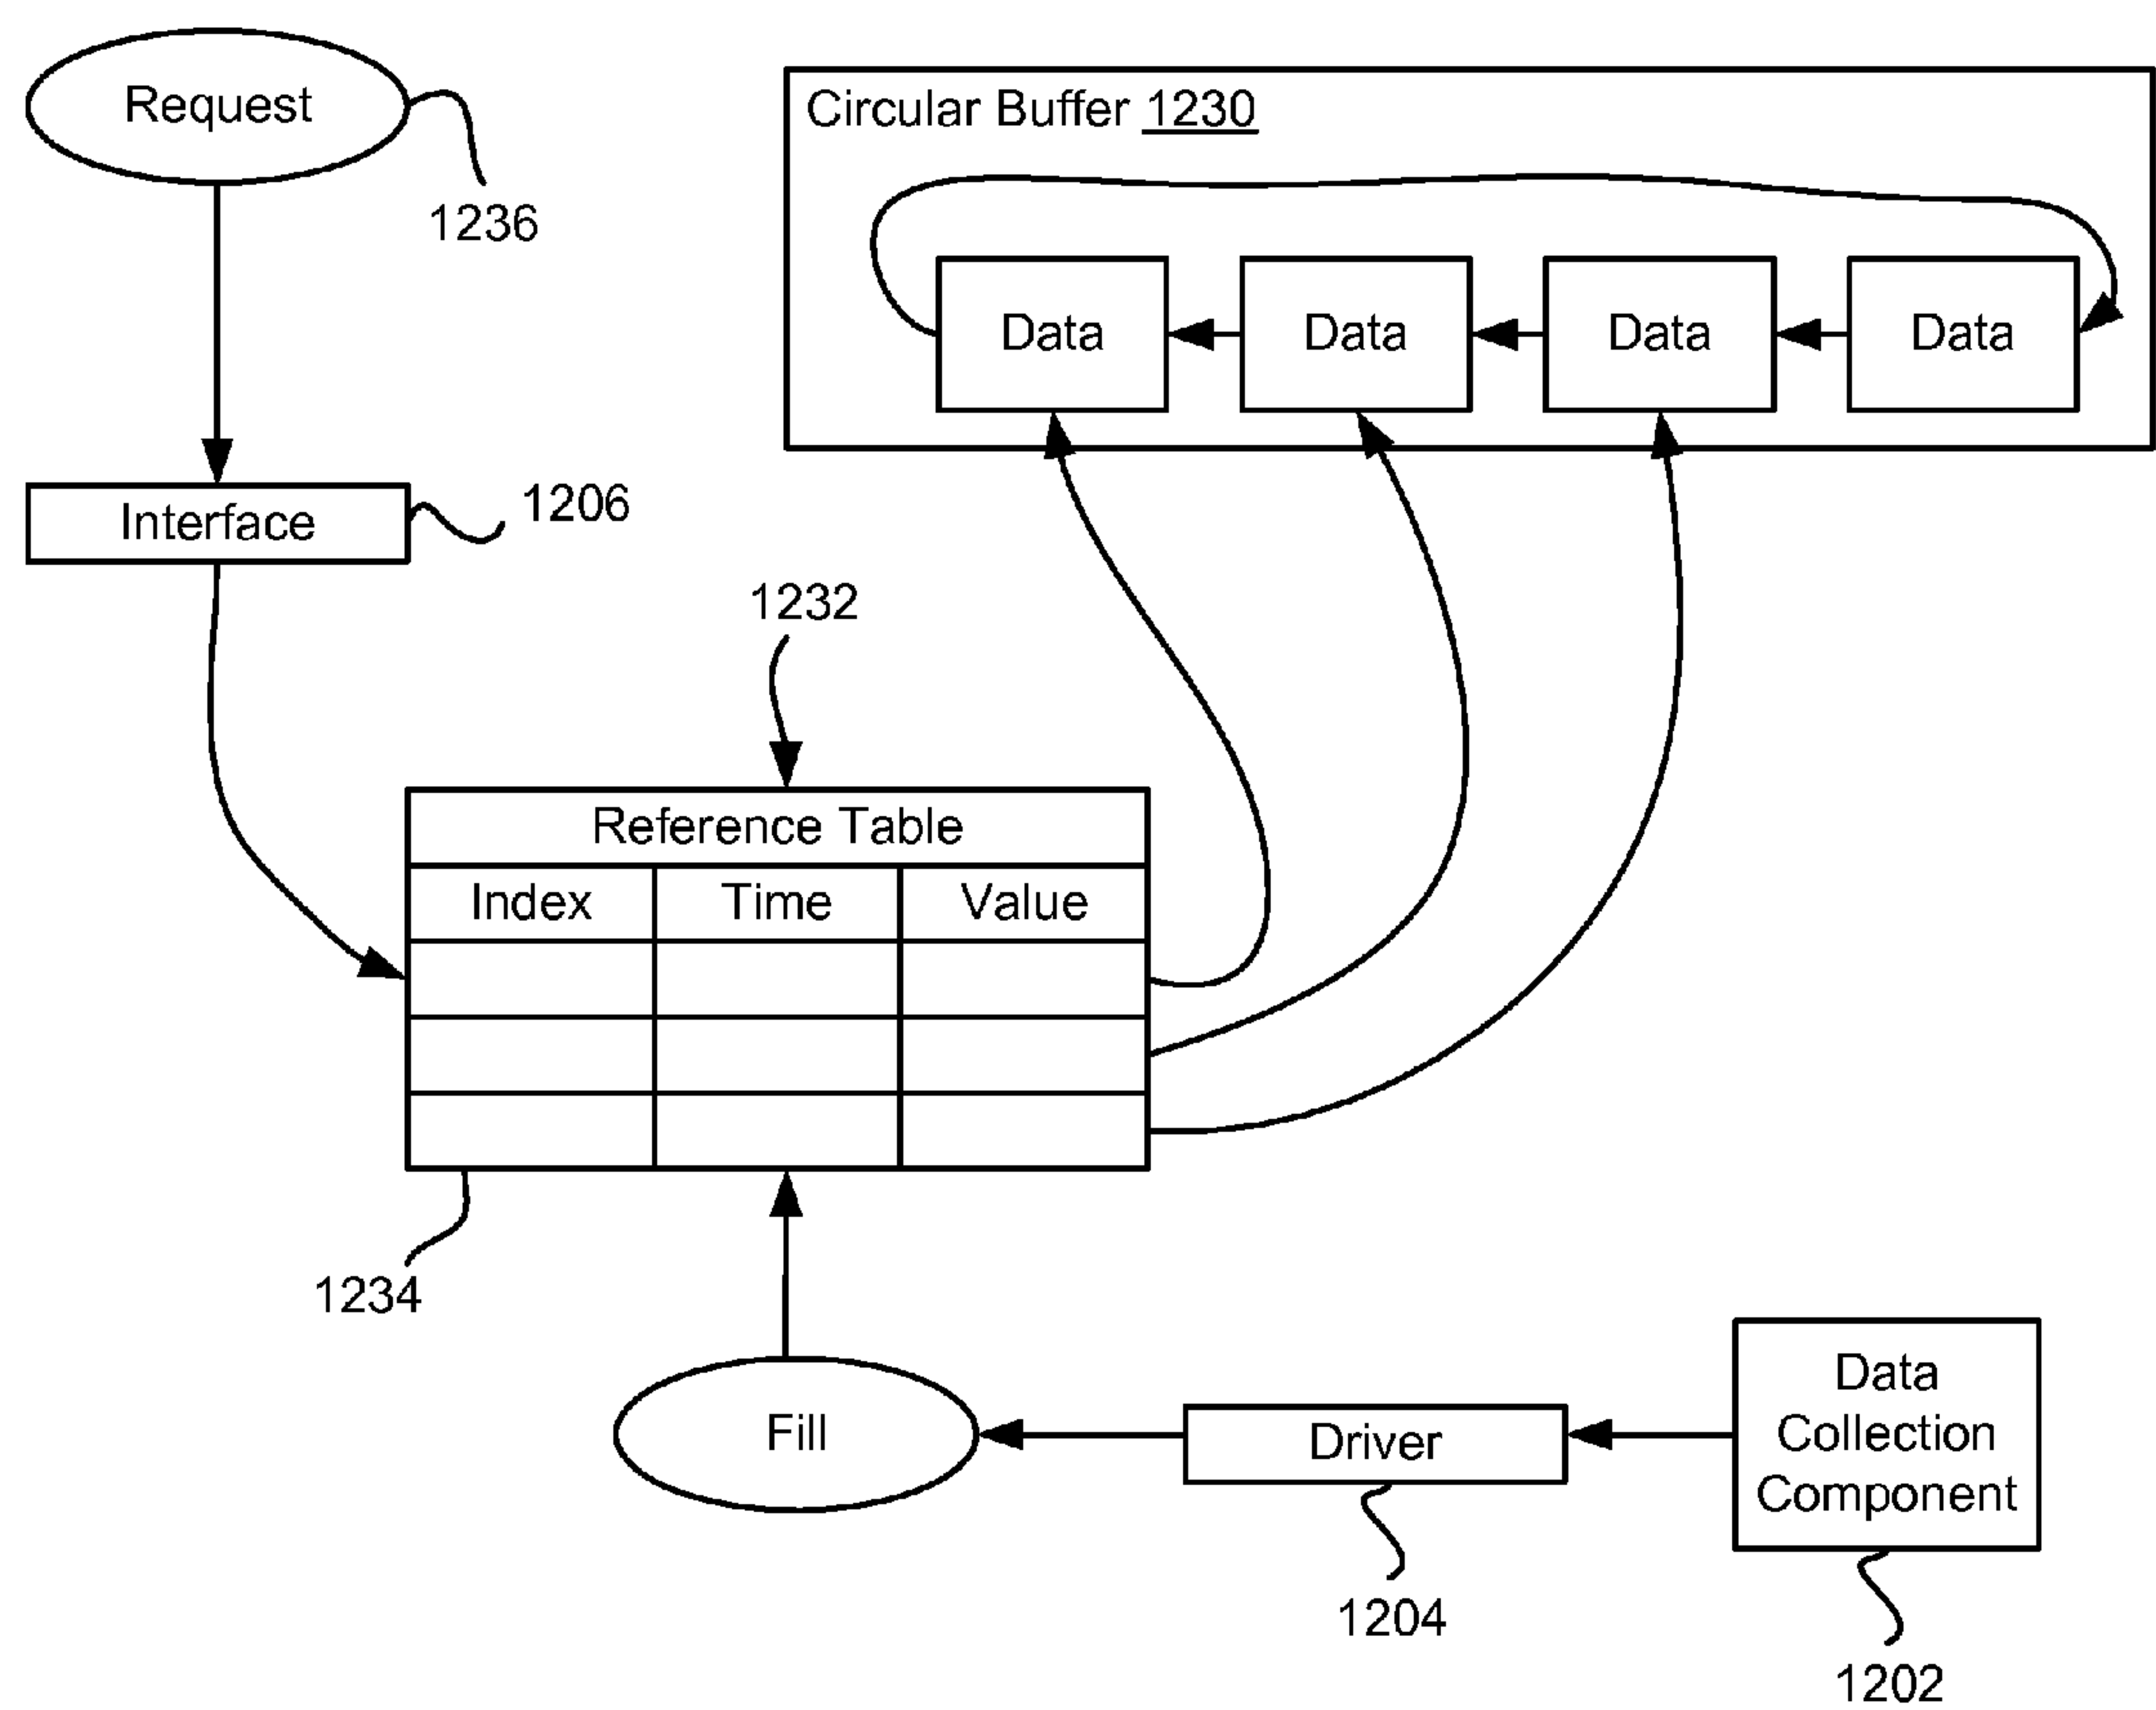 Request
1236
Circular Buffer 1230
Data Data Data Data
Interface
1206
1232
Reference Table
Index Time Value
1234
Fill
Driver
1204
Data
Collection
Component
1202